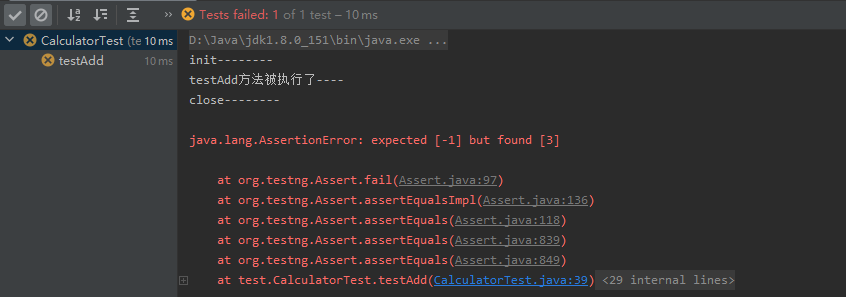 Tests failed: 1 of 1 test – 10 ms
CalculatorTest (te 10 ms
D:\Java\jdk1.8.0_151\bin\java.exe ...
testAdd 10 ms
init--------
testAdd方法被执行了----
close--------
java.lang.AssertionError: expected [-1] but found [3]
at org.testng.Assert.fail(Assert.java:97)
at org.testng.Assert.assertEqualsImpl(Assert.java:136)
at org.testng.Assert.assertEquals(Assert.java:118)
at org.testng.Assert.assertEquals(Assert.java:839)
at org.testng.Assert.assertEquals(Assert.java:849)
at test.CalculatorTest.testAdd(CalculatorTest.java:39) <29 internal lines>